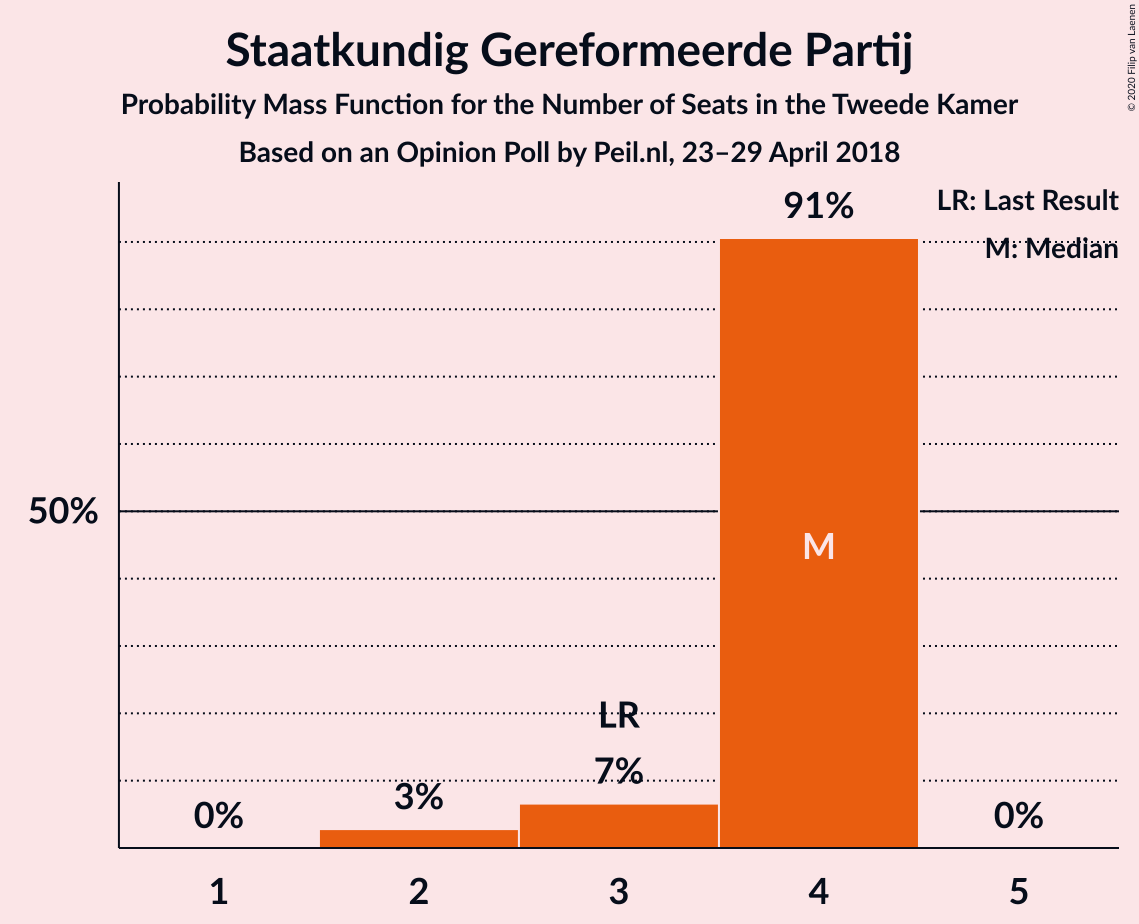 Staatkundig Gereformeerde Partij
Probability Mass Function for the Number of Seats in the Tweede Kamer
Based on an Opinion Poll by Peil.nl, 23–29 April 2018
© 2020 Filip van Laenen
LR: Last Result
M: Median
91%
50%
M
LR
7%
3%
0%
0%
1 2 3 4 5